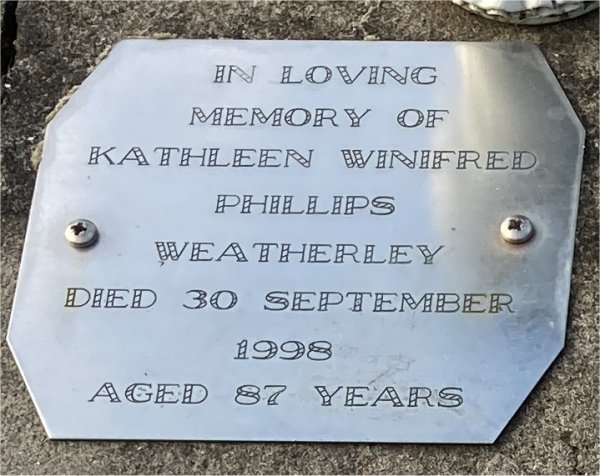 IN LOVING
MEMORY OF
KATHLEEN WINIFRED
PHILLIPS
WEATHERLEY
DIED 30 SEPTEMBER
1998
AGED 87 YEARS